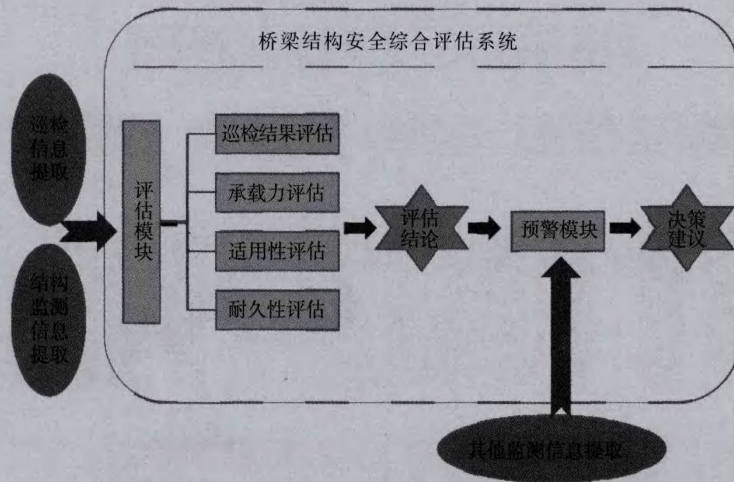 桥梁结构安全综合评估系统
巡检
信息
提取
结构
监测
信息
提取
评
估
模
块
巡检结果评估
承载力评估
适用性评估
耐久性评估
评估
结论
预警模块
决策
建议
其他监测信息提取